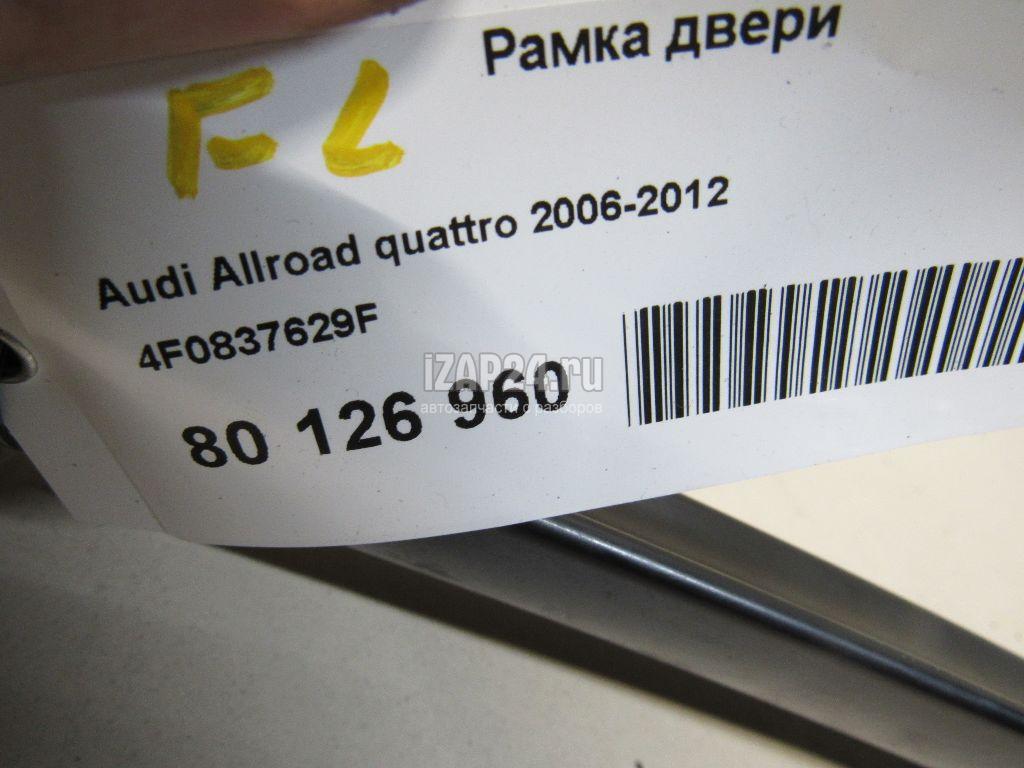 Рамка двери
FL
Audi Allroad quattro 2006-2012
4F0837629F
iZAP24.ru
автозапчасти с разборов
80 126 960